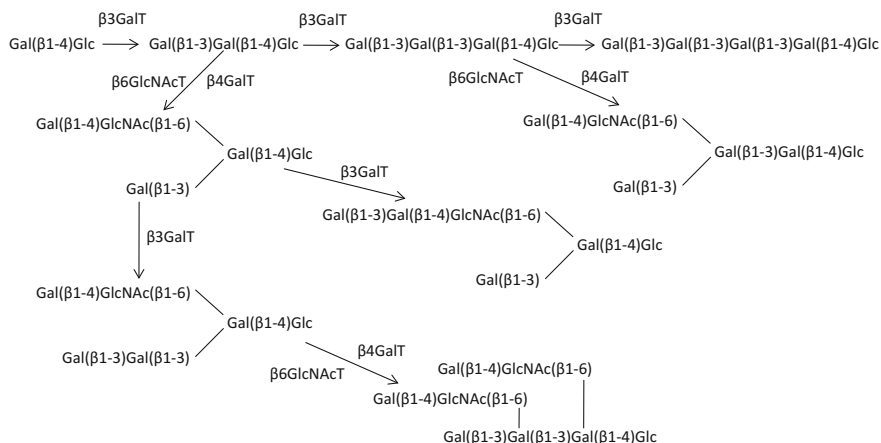 β3GalT β3GalT β3GalT
Gal(β1-4)Glc Gal(β1-3)Gal(β1-4)Glc Gal(β1-3)Gal(β1-3)Gal(β1-4)Glc Gal(β1-3)Gal(β1-3)Gal(β1-3)Gal(β1-4)Glc
β6GlcNAcT β4GalT β6GlcNAcT β4GalT
Gal(β1-4)GlcNAc(β1-6) Gal(β1-4)GlcNAc(β1-6)
Gal(β1-4)Glc Gal(β1-3)Gal(β1-4)Glc
β3GalT
Gal(β1-3) Gal(β1-3)
Gal(β1-3)Gal(β1-4)GlcNAc(β1-6)
β3GalT
Gal(β1-4)Glc
Gal(β1-3)
Gal(β1-4)GlcNAc(β1-6)
Gal(β1-4)Glc
β4GalT
Gal(β1-3)Gal(β1-3)
Gal(β1-4)GlcNAc(β1-6)
β6GlcNAcT
Gal(β1-4)GlcNAc(β1-6)
Gal(β1-3)Gal(β1-3)Gal(β1-4)Glc